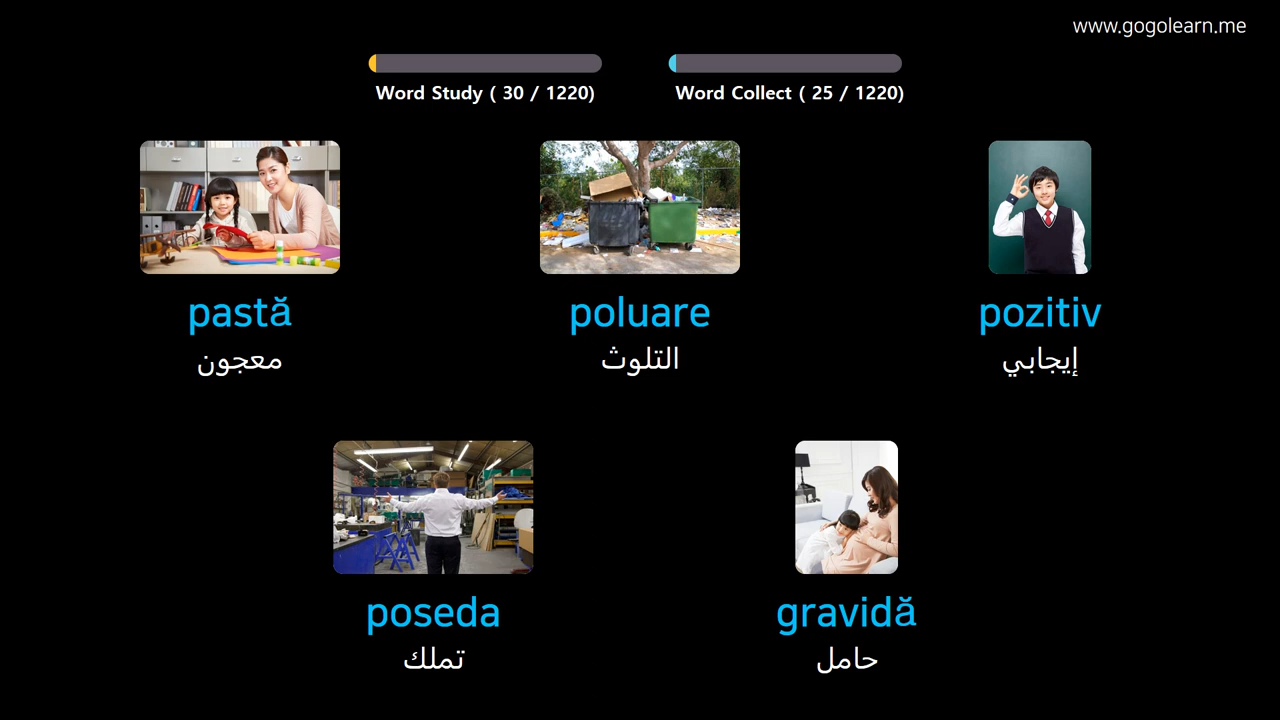 www.gogolearn.me
Word Study ( 30 / 1220)
Word Collect ( 25 / 1220)
pastă
معجون
poluare
التلوث
pozitiv
إيجابي
poseda
تملك
gravidă
حامل